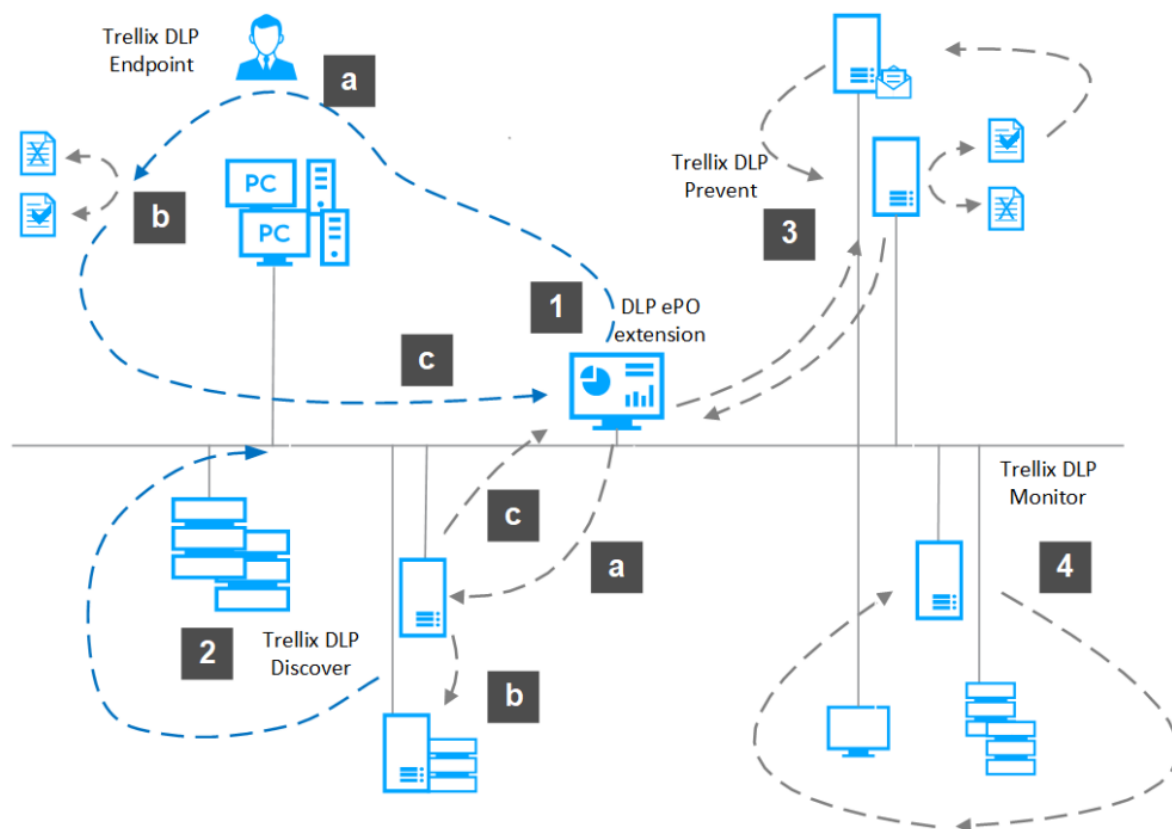 Trellix DLP
Endpoint
a
b
PC
PC
Trellix DLP
Prevent
3
1
DLP ePO
extension
c
Trellix DLP
Monitor
c
a
4
2
Trellix DLP
Discover
b